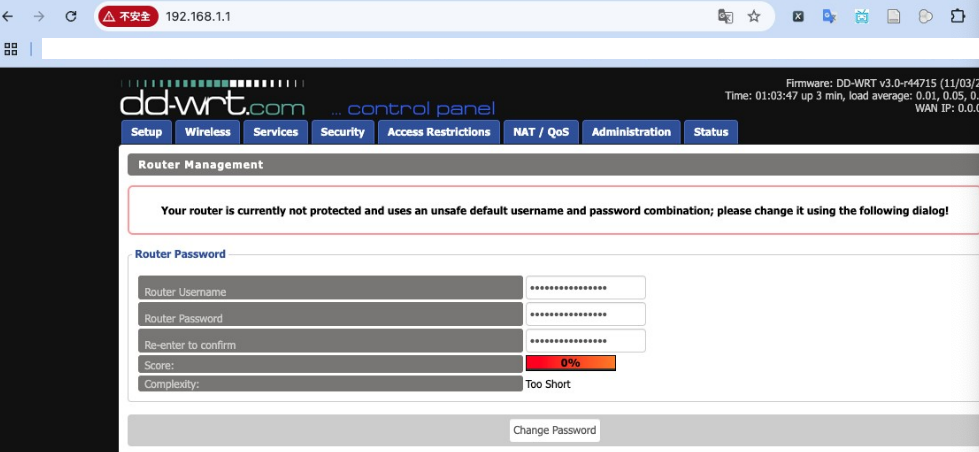 不安全 192.168.1.1
dd-wrt.com ... control panel
Firmware: DD-WRT v3.0-r44715 (11/03/2
Time: 01:03:47 up 3 min, load average: 0.01, 0.05, 0.
WAN IP: 0.0.0
Setup Wireless Services Security Access Restrictions NAT / QoS Administration Status
Router Management
Your router is currently not protected and uses an unsafe default username and password combination; please change it using the following dialog!
Router Password
Router Username ••••••••••••••••
Router Password ••••••••••••••••
Re-enter to confirm ••••••••••••••••
Score: 0%
Complexity: Too Short
Change Password